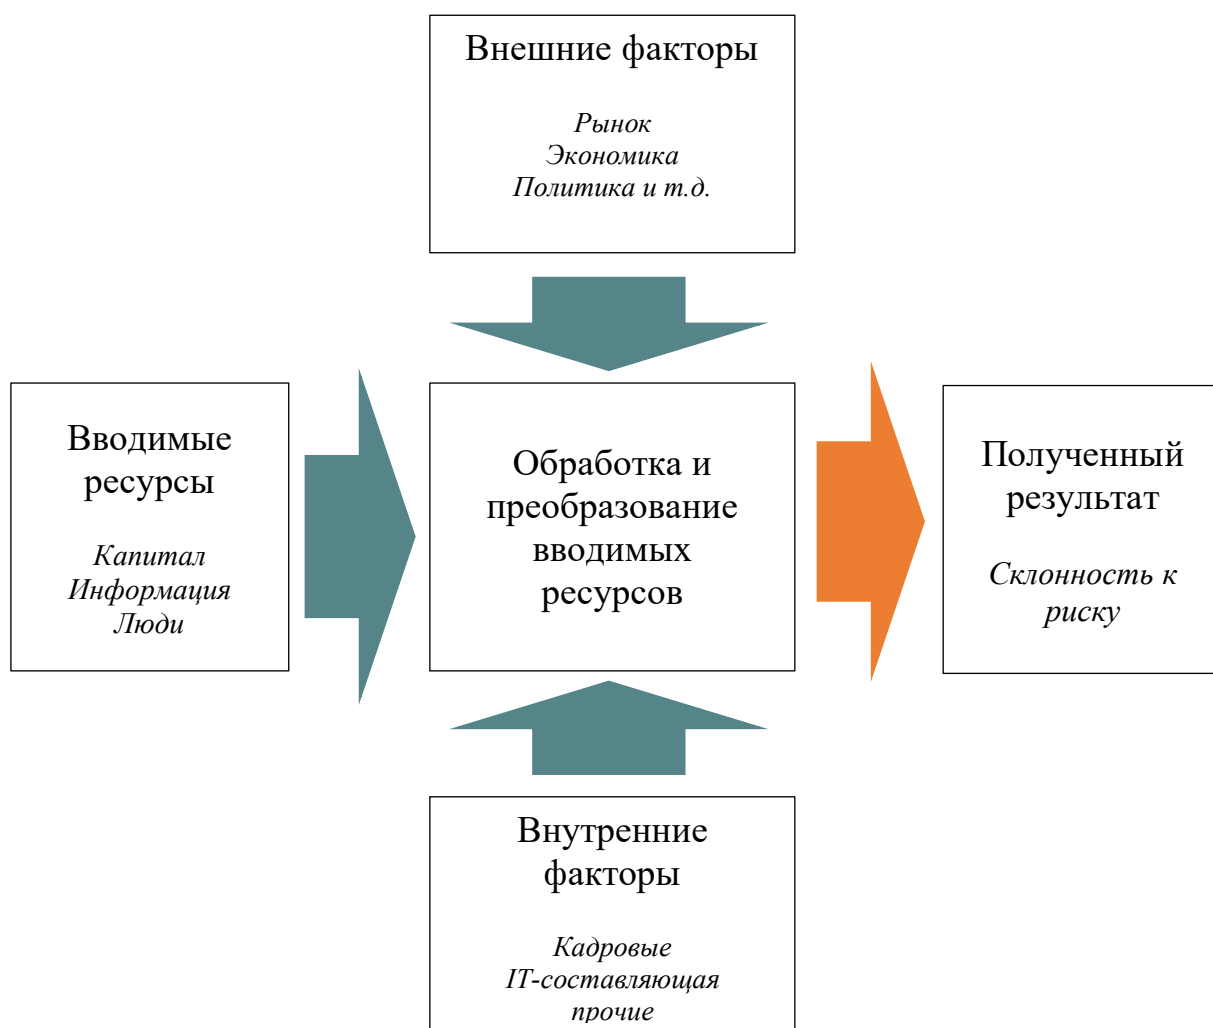 Внешние факторы
Рынок
Экономика
Политика и т.д.
Вводимые
ресурсы
Капитал
Информация
Люди
Обработка и
преобразование
вводимых
ресурсов
Полученный
результат
Склонность к
риску
Внутренние
факторы
Кадровые
IT-составляющая
прочие